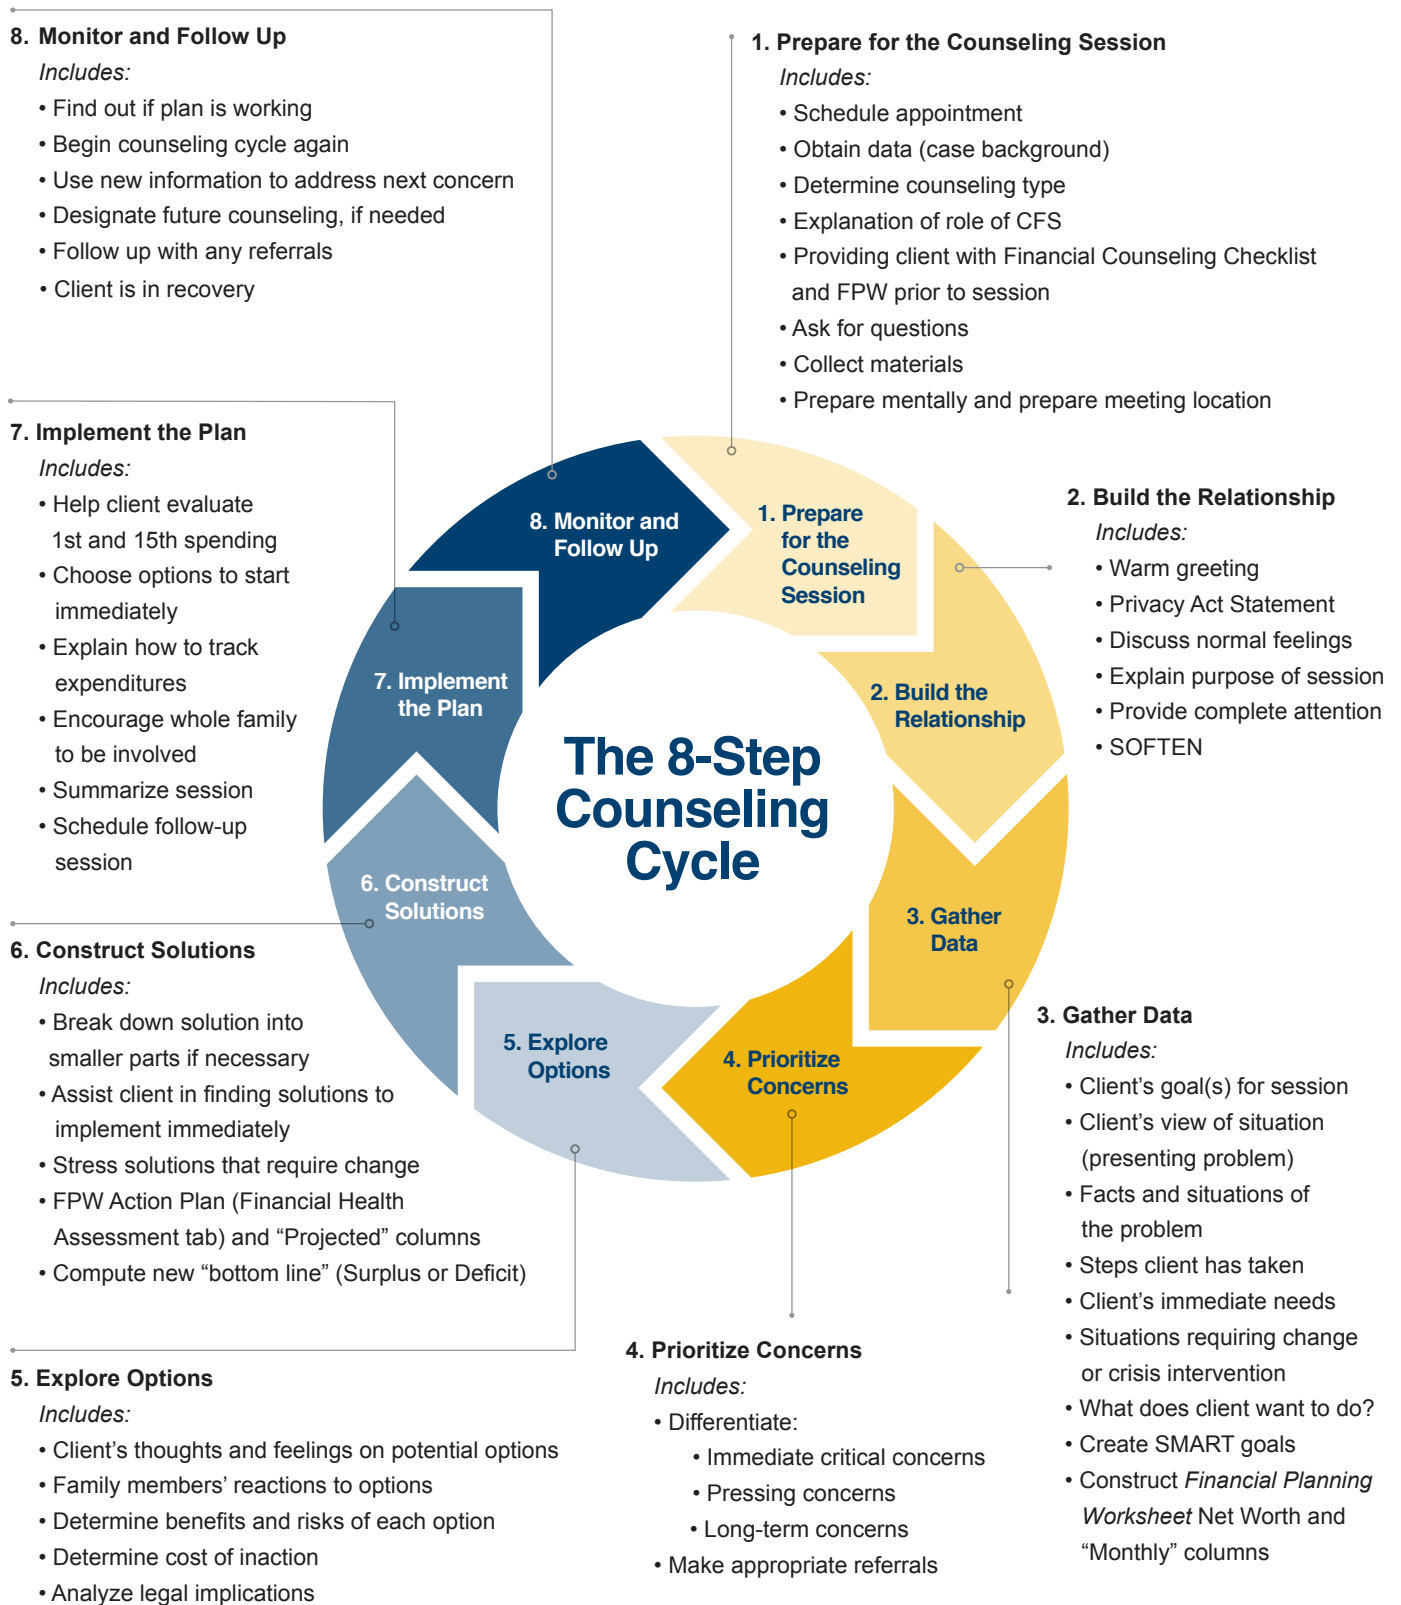 8. Monitor and Follow Up
Includes:
• Find out if plan is working
• Begin counseling cycle again
• Use new information to address next concern
• Designate future counseling, if needed
• Follow up with any referrals
• Client is in recovery
1. Prepare for the Counseling Session
Includes:
• Schedule appointment
• Obtain data (case background)
• Determine counseling type
• Explanation of role of CFS
• Providing client with Financial Counseling Checklist
and FPW prior to session
• Ask for questions
• Collect materials
• Prepare mentally and prepare meeting location
7. Implement the Plan
Includes:
• Help client evaluate
1st and 15th spending
• Choose options to start
immediately
• Explain how to track
expenditures
• Encourage whole family
to be involved
• Summarize session
• Schedule follow-up
session
2. Build the Relationship
Includes:
• Warm greeting
• Privacy Act Statement
• Discuss normal feelings
• Explain purpose of session
• Provide complete attention
• SOFTEN
8. Monitor and
Follow Up
1. Prepare
for the
Counseling
Session
2. Build the
Relationship
3. Gather
Data
4. Prioritize
Concerns
5. Explore
Options
6. Construct
Solutions
7. Implement
the Plan
The 8-Step
Counseling
Cycle
6. Construct Solutions
Includes:
• Break down solution into
smaller parts if necessary
• Assist client in finding solutions to
implement immediately
• Stress solutions that require change
• FPW Action Plan (Financial Health
Assessment tab) and “Projected” columns
• Compute new “bottom line” (Surplus or Deficit)
3. Gather Data
Includes:
• Client’s goal(s) for session
• Client’s view of situation
(presenting problem)
• Facts and situations of
the problem
• Steps client has taken
• Client’s immediate needs
• Situations requiring change
or crisis intervention
• What does client want to do?
• Create SMART goals
• Construct Financial Planning
Worksheet Net Worth and
“Monthly” columns
5. Explore Options
Includes:
• Client’s thoughts and feelings on potential options
• Family members’ reactions to options
• Determine benefits and risks of each option
• Determine cost of inaction
• Analyze legal implications
4. Prioritize Concerns
Includes:
• Differentiate:
• Immediate critical concerns
• Pressing concerns
• Long-term concerns
• Make appropriate referrals